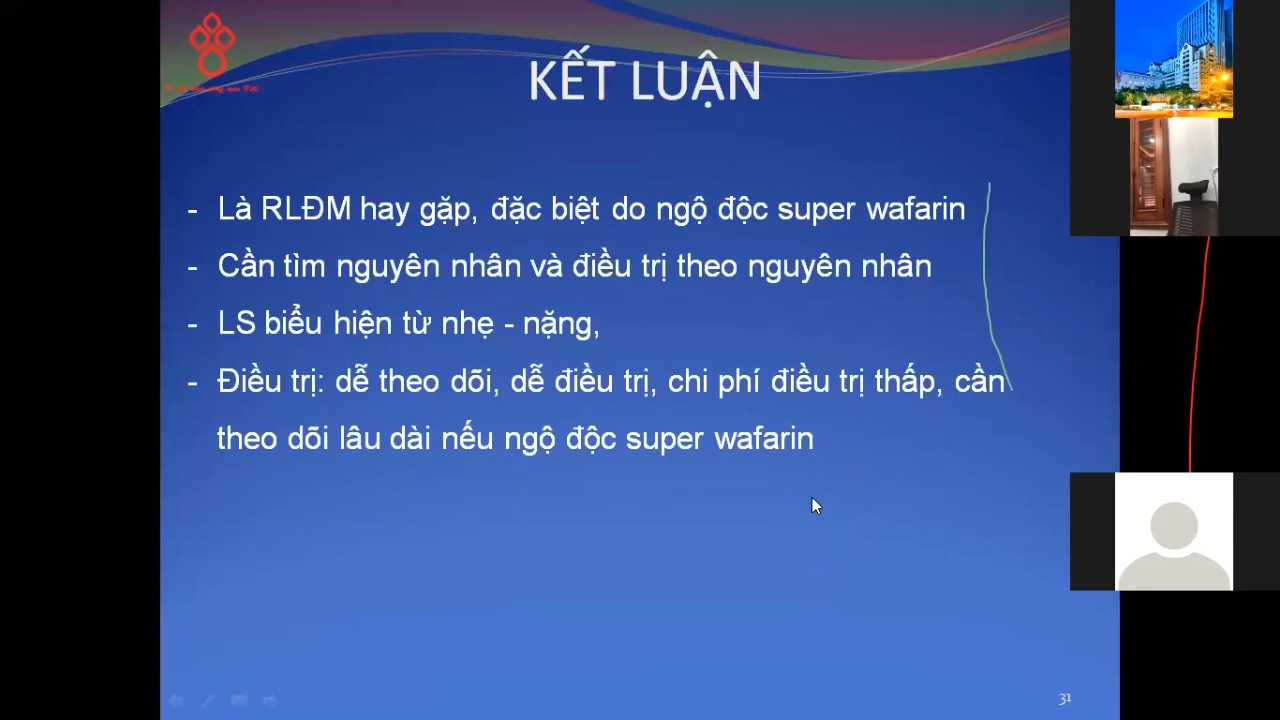 KẾT LUẬN
- Là RLĐM hay gặp, đặc biệt do ngộ độc super wafarin
- Cần tìm nguyên nhân và điều trị theo nguyên nhân
- LS biểu hiện từ nhẹ - nặng,
- Điều trị: dễ theo dõi, dễ điều trị, chi phí điều trị thấp, cần
theo dõi lâu dài nếu ngộ độc super wafarin
31